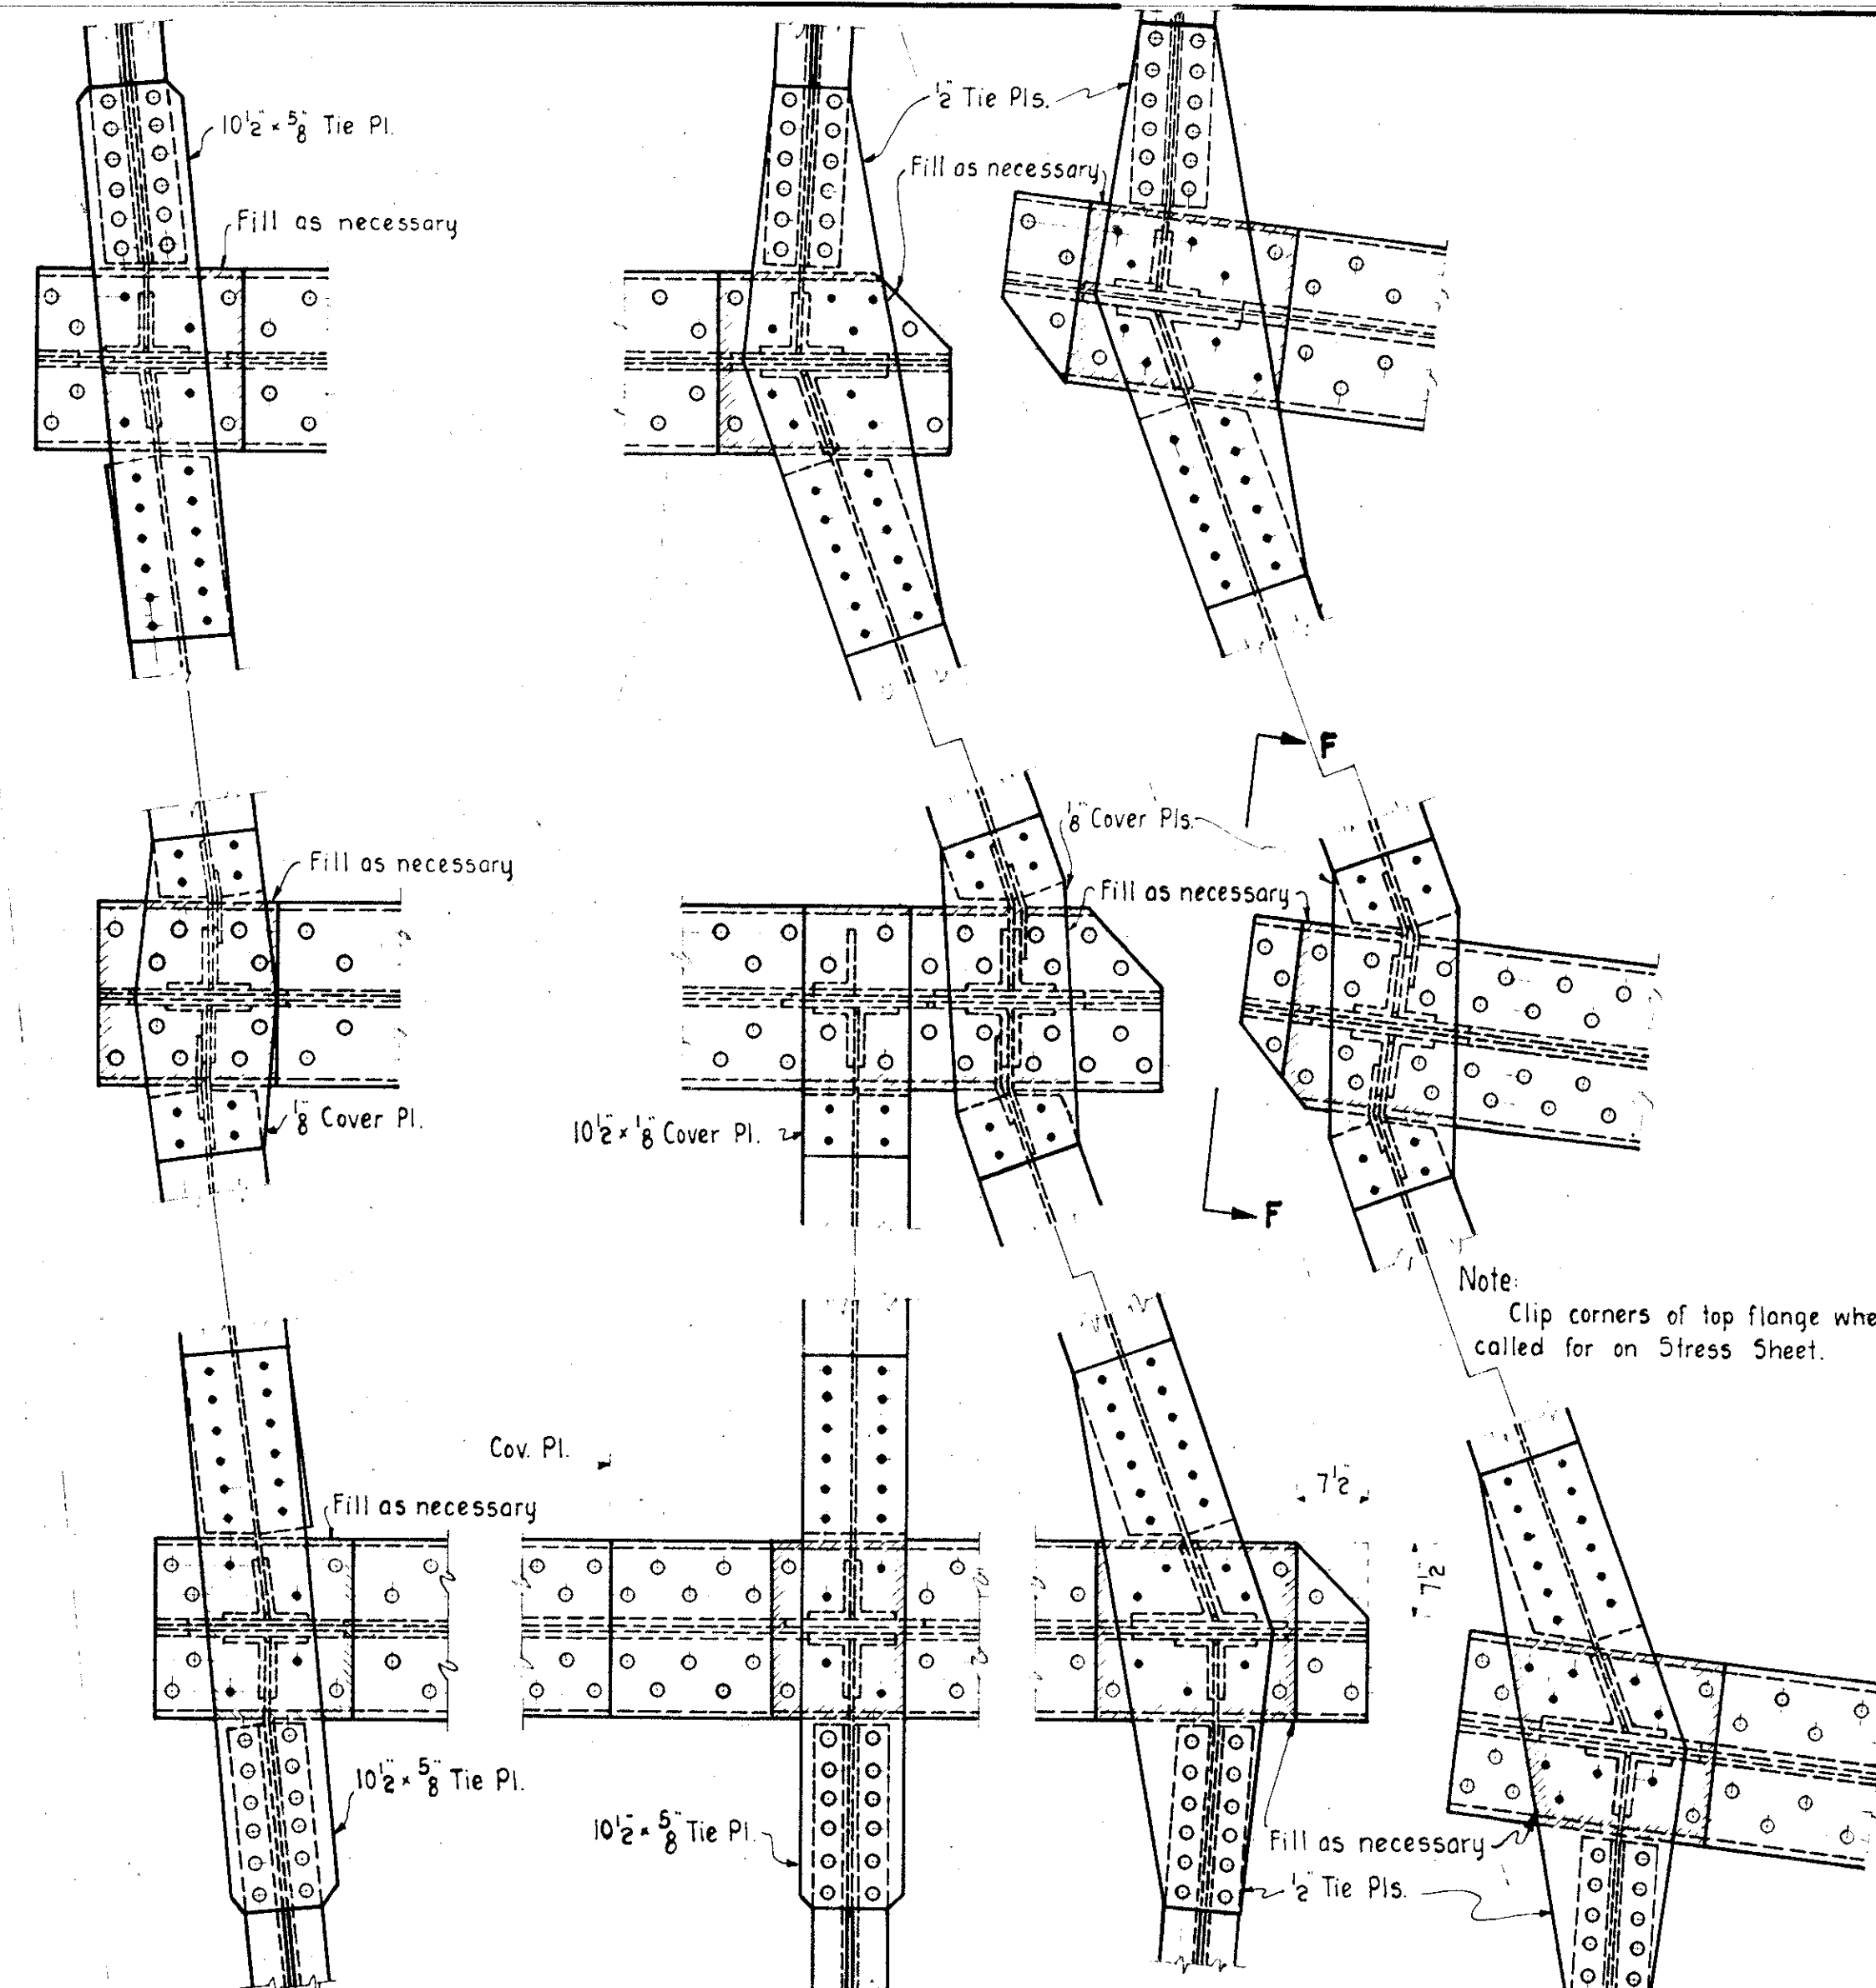 ½" Tie Pls.
10½" × ⅝" Tie Pl.
Fill as necessary
Fill as necessary
F
⅛" Cover Pls.
Fill as necessary
Fill as necessary
⅛" Cover Pl.
10½" × ⅛" Cover Pl.
F
Note:
Clip corners of top flange whe
called for on Stress Sheet.
Cov. Pl.
7½"
Fill as necessary
7½"
10½" × ⅝" Tie Pl.
10½" × ⅝" Tie Pl.
Fill as necessary
½" Tie Pls.